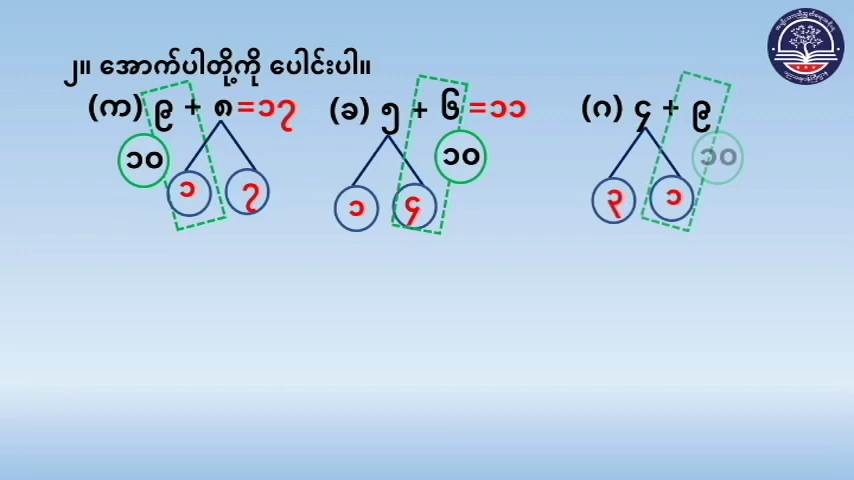 ၂။ အောက်ပါတို့ကို ပေါင်းပါ။
(က) ၉ + ၈ =၁၇ (ခ) ၅ + ၆ =၁၁ (ဂ) ၄ + ၉
၁၀ ၁၀ ၁၀
၁ ၇ ၁ ၄ ၃ ၁